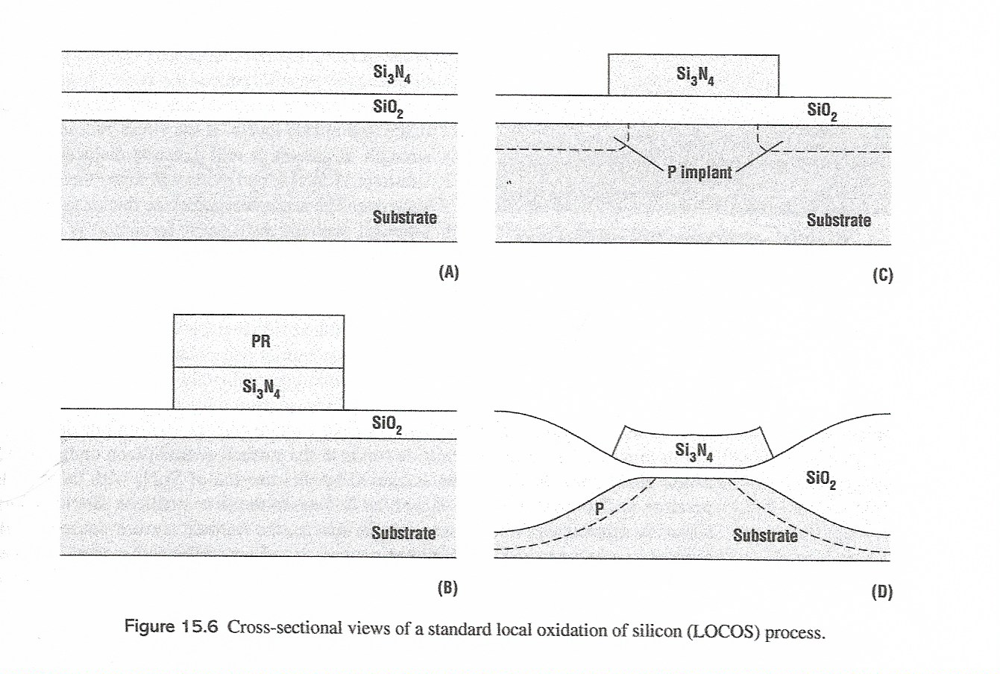 Si₃N₄
SiO₂
Substrate
(A)
PR
Si₃N₄
SiO₂
Substrate
(B)
Si₃N₄
SiO₂
P implant
Substrate
(C)
Si₃N₄
SiO₂
P
Substrate
(D)
Figure 15.6 Cross-sectional views of a standard local oxidation of silicon (LOCOS) process.